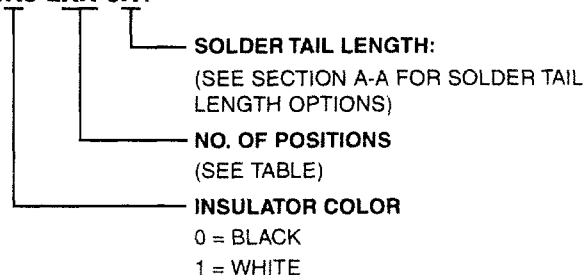 SOLDER TAIL LENGTH:
(SEE SECTION A-A FOR SOLDER TAIL
LENGTH OPTIONS)
NO. OF POSITIONS
(SEE TABLE)
INSULATOR COLOR
0 = BLACK
1 = WHITE